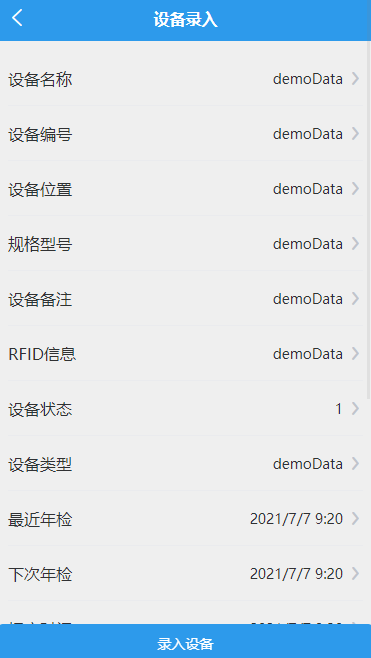 设备录入
设备名称 demoData
设备编号 demoData
设备位置 demoData
规格型号 demoData
设备备注 demoData
RFID信息 demoData
设备状态 1
设备类型 demoData
最近年检 2021/7/7 9:20
下次年检 2021/7/7 9:20
录入设备